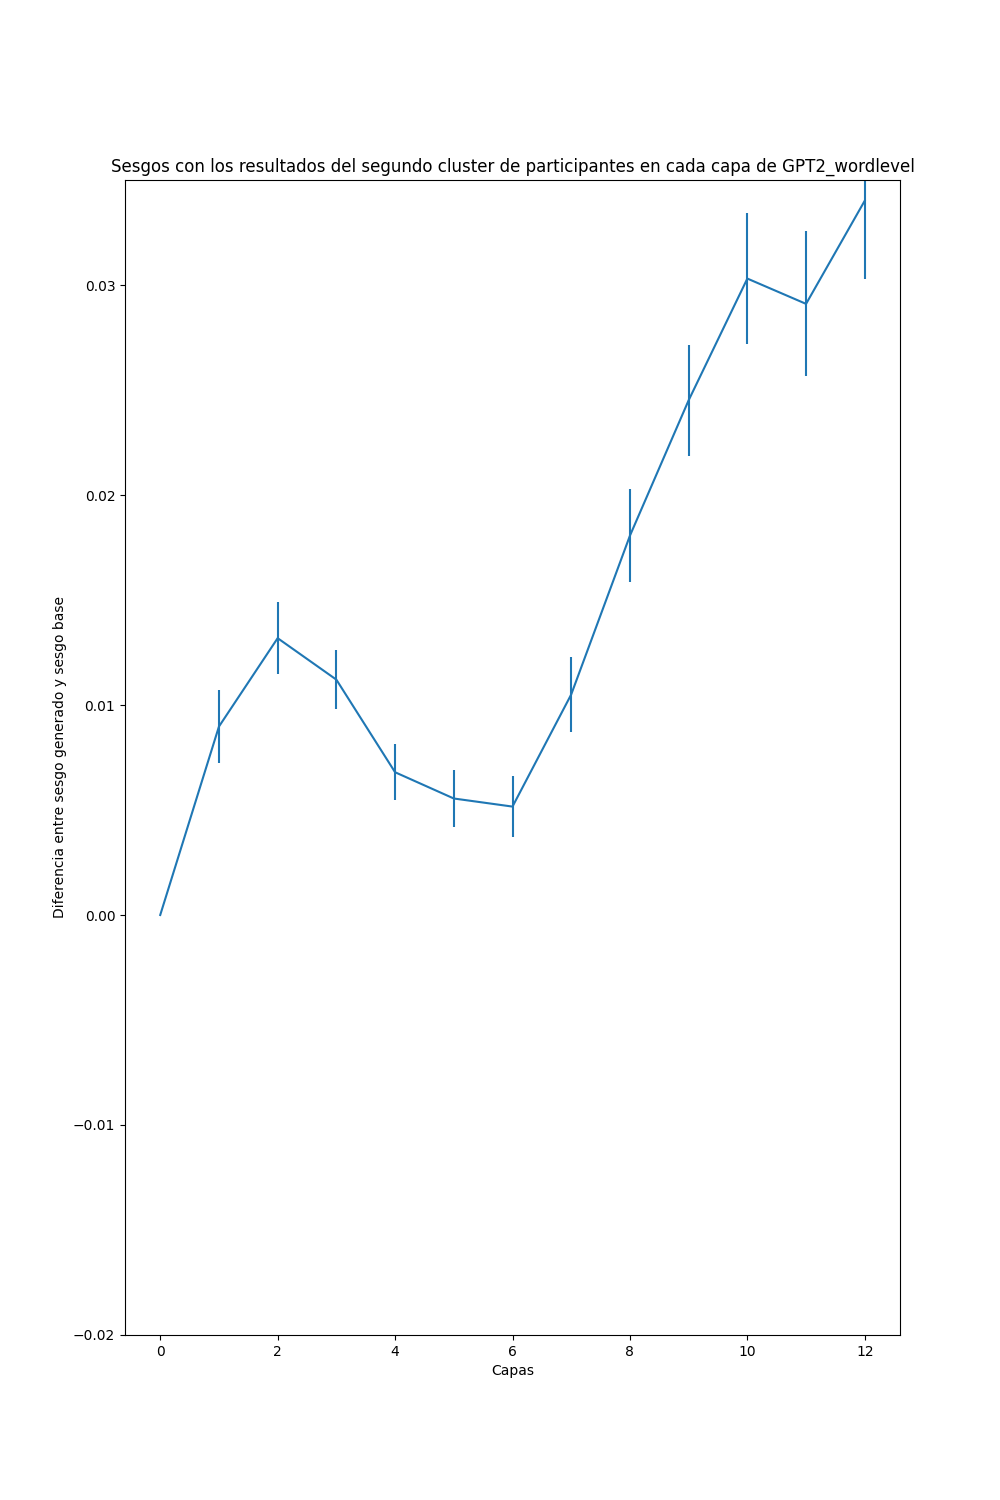 Sesgos con los resultados del segundo cluster de participantes en cada capa de GPT2_wordlevel
Diferencia entre sesgo generado y sesgo base
0.03
0.02
0.01
0.00
−0.01
−0.02
0 2 4 6 8 10 12
Capas